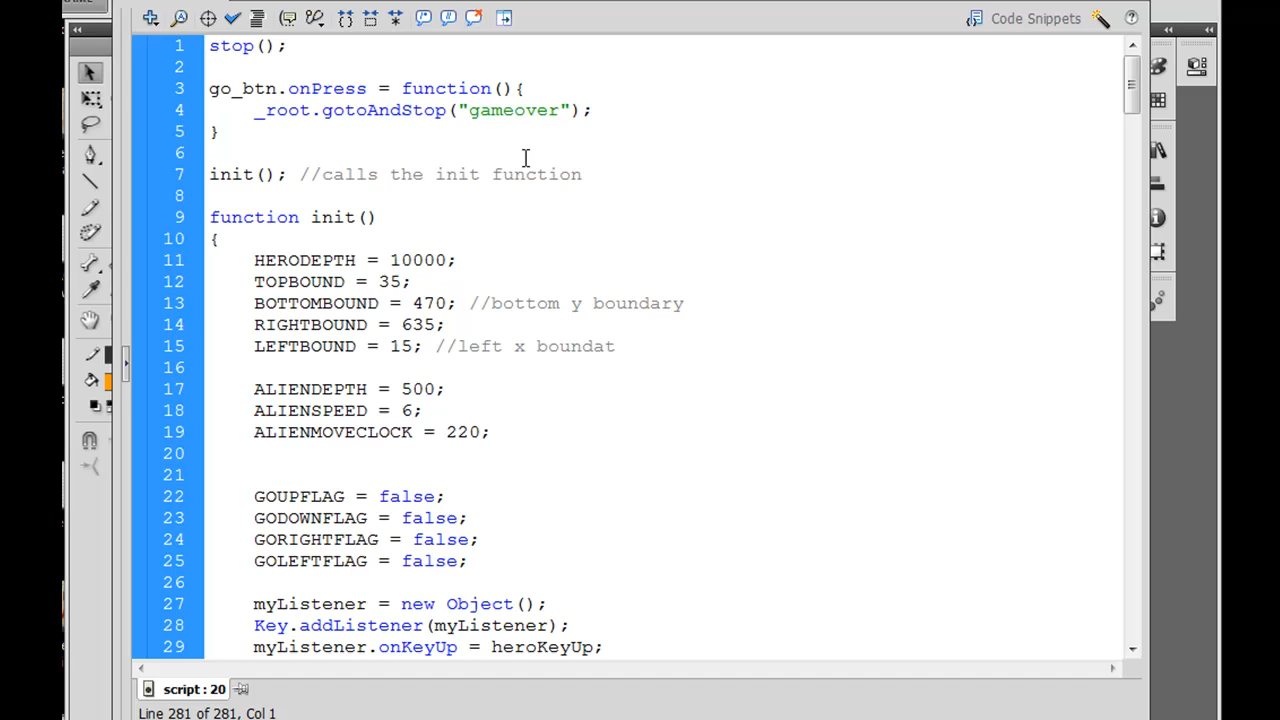 Code Snippets
1 stop();
2
3 go_btn.onPress = function(){
4 _root.gotoAndStop("gameover");
5 }
6
7 init(); //calls the init function
8
9 function init()
10 {
11 HERODEPTH = 10000;
12 TOPBOUND = 35;
13 BOTTOMBOUND = 470; //bottom y boundary
14 RIGHTBOUND = 635;
15 LEFTBOUND = 15; //left x boundat
16
17 ALIENDEPTH = 500;
18 ALIENSPEED = 6;
19 ALIENMOVECLOCK = 220;
20
21
22 GOUPFLAG = false;
23 GODOWNFLAG = false;
24 GORIGHTFLAG = false;
25 GOLEFTFLAG = false;
26
27 myListener = new Object();
28 Key.addListener(myListener);
29 myListener.onKeyUp = heroKeyUp;
script : 20
Line 281 of 281, Col 1